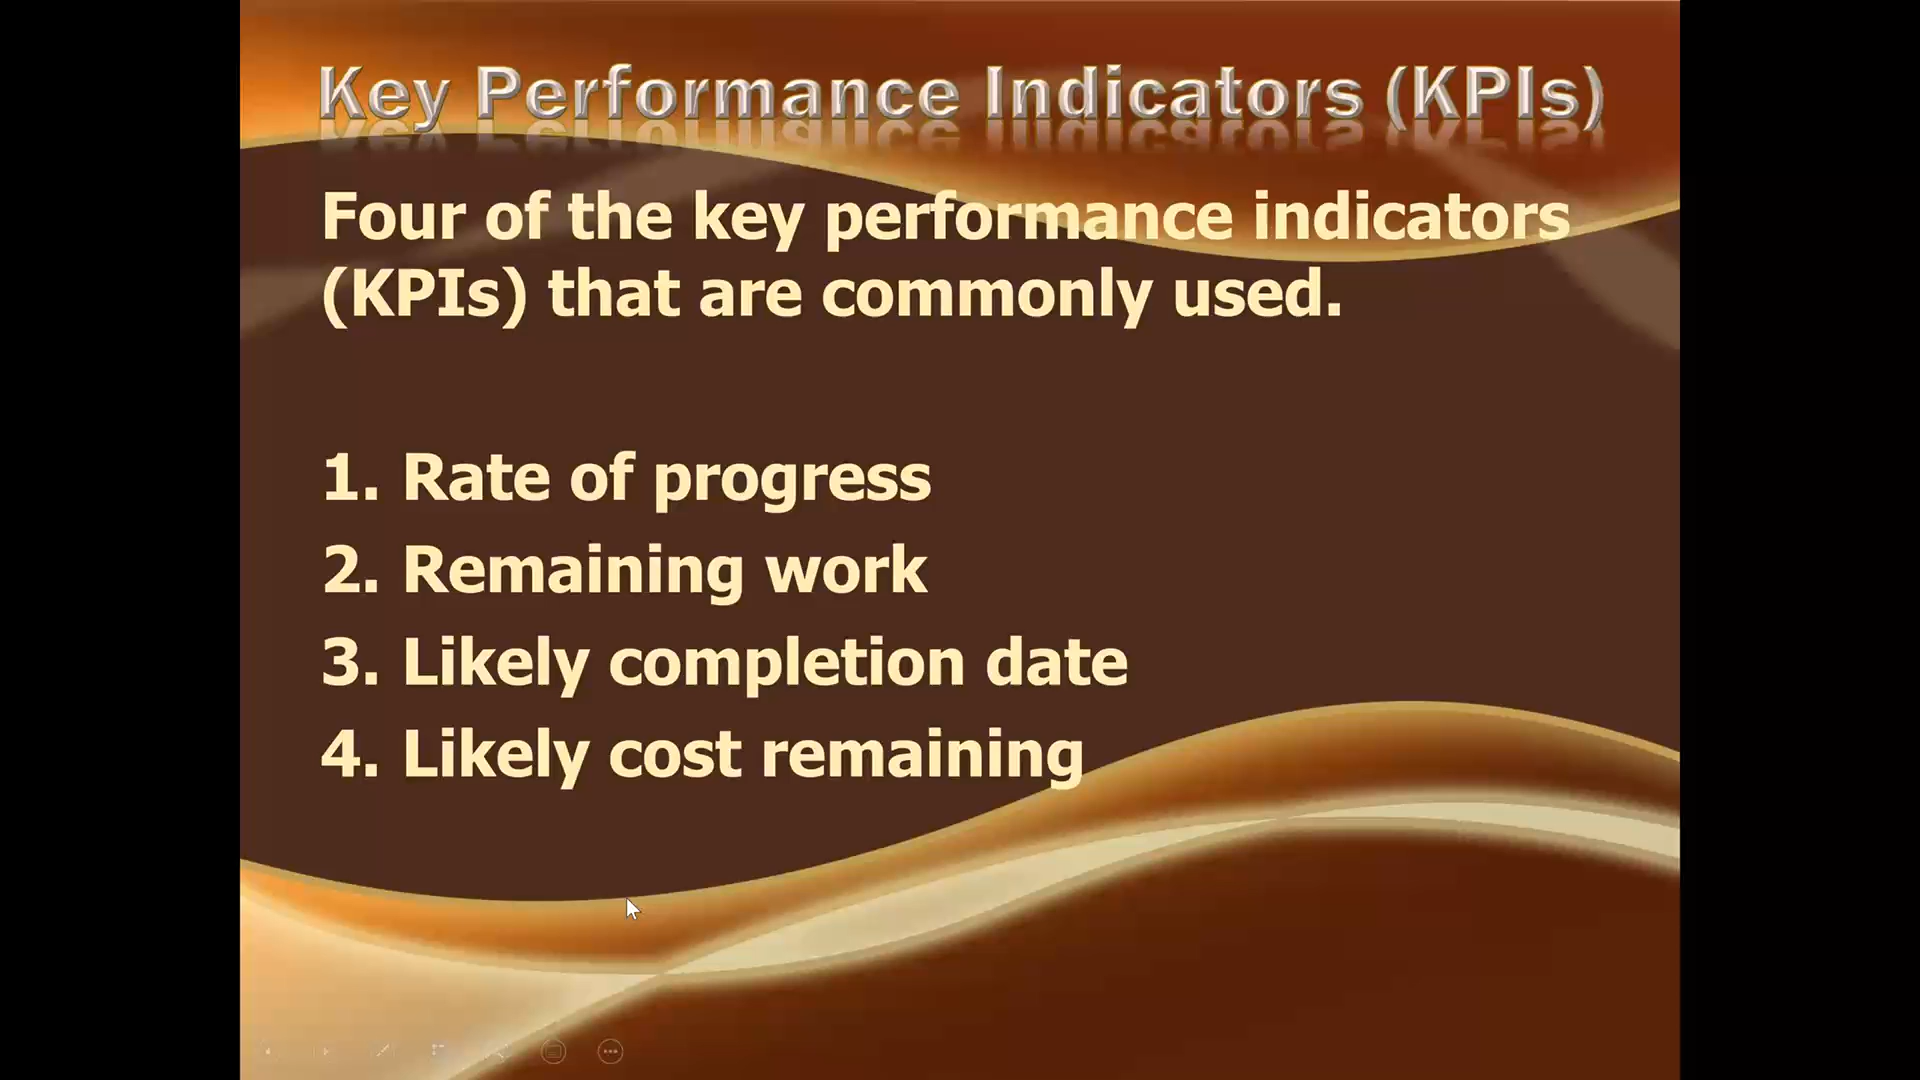 Key Performance Indicators (KPIs)
Four of the key performance indicators
(KPIs) that are commonly used.
1. Rate of progress
2. Remaining work
3. Likely completion date
4. Likely cost remaining